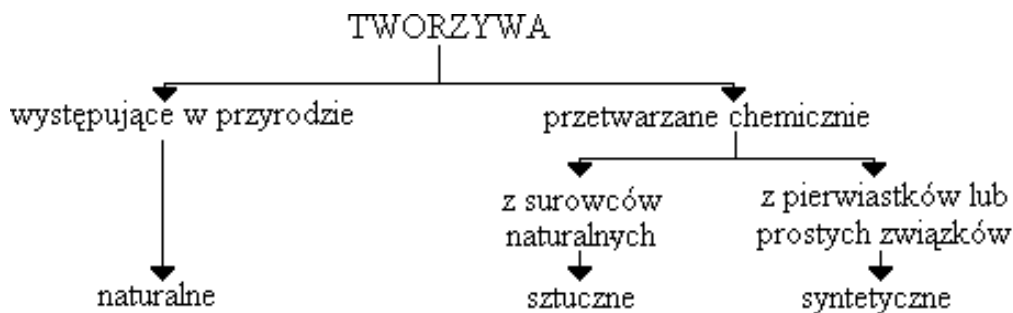 TWORZYWA
występujące w przyrodzie
przetwarzane chemicznie
z surowców
naturalnych
z pierwiastków lub
prostych związków
naturalne
sztuczne
syntetyczne